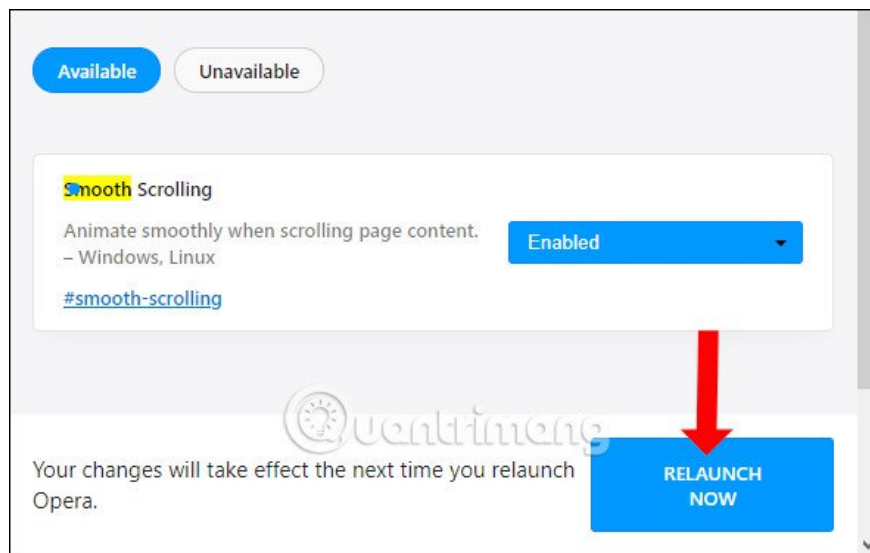 Available
Unavailable
Smooth Scrolling
Animate smoothly when scrolling page content.
– Windows, Linux
Enabled
#smooth-scrolling
Quantrimang
Your changes will take effect the next time you relaunch
Opera.
RELAUNCH
NOW